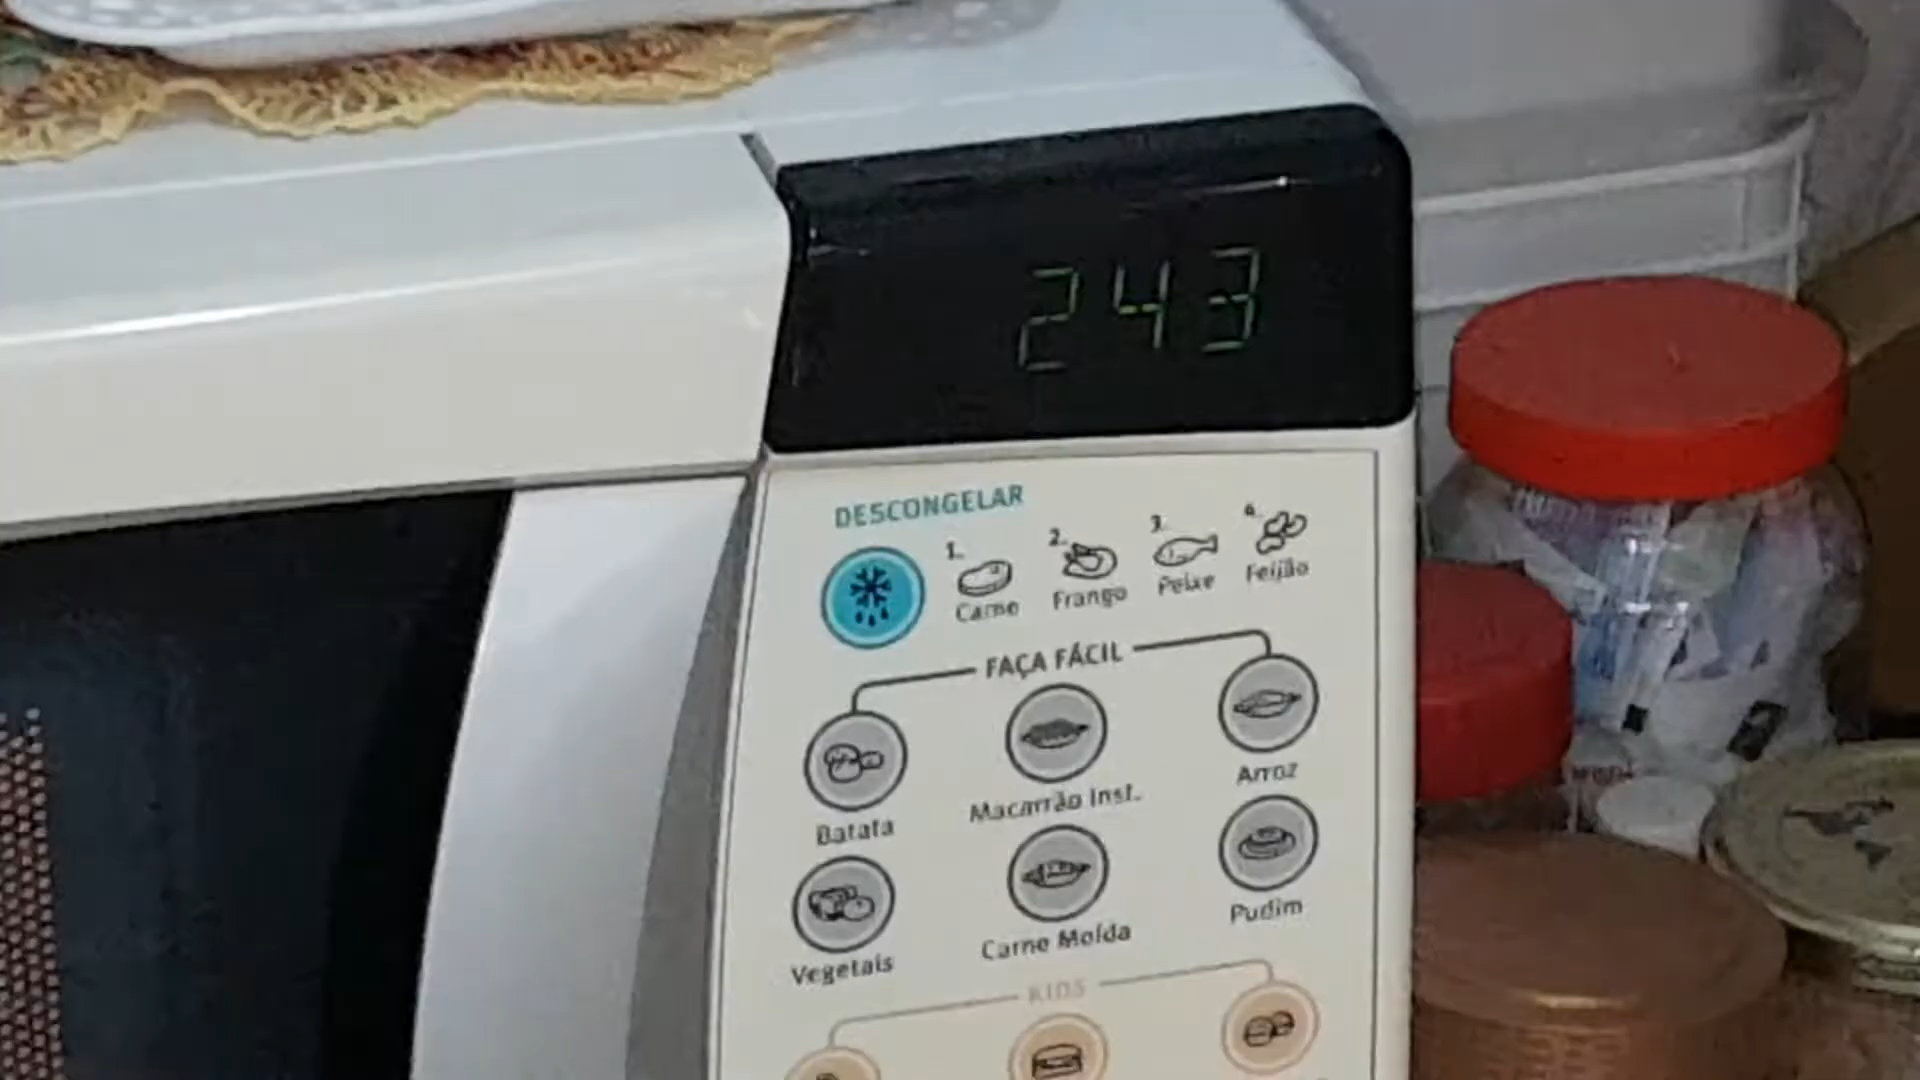 243
DESCONGELAR
1. 2. 3. 4.
Carne Frango Peixe Feijão
FAÇA FÁCIL
Batata Macarrão Inst. Arroz
Vegetais Carne Moída Pudim
KIDS